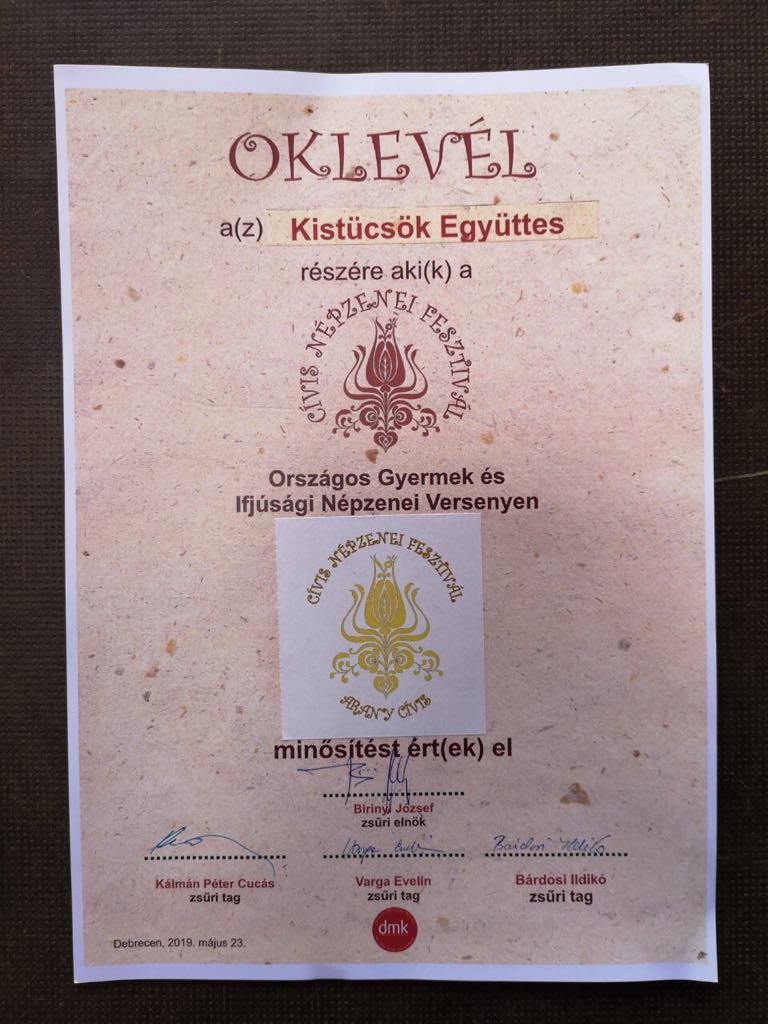 OKLEVÉL
a(z) Kistücsök Együttes
részére aki(k) a
CÍVIS NÉPZENEI FESZTIVÁL
Országos Gyermek és
Ifjúsági Népzenei Versenyen
CÍVIS NÉPZENEI FESZTIVÁL
ARANY CÍVIS
minősítést ért(ek) el
Birinyi József
zsűri elnök
Bárdosi Ildikó
Kálmán Péter Cucás
zsűri tag
Varga Evelin
zsűri tag
Bárdosi Ildikó
zsűri tag
dmk
Debrecen, 2019. május 23.